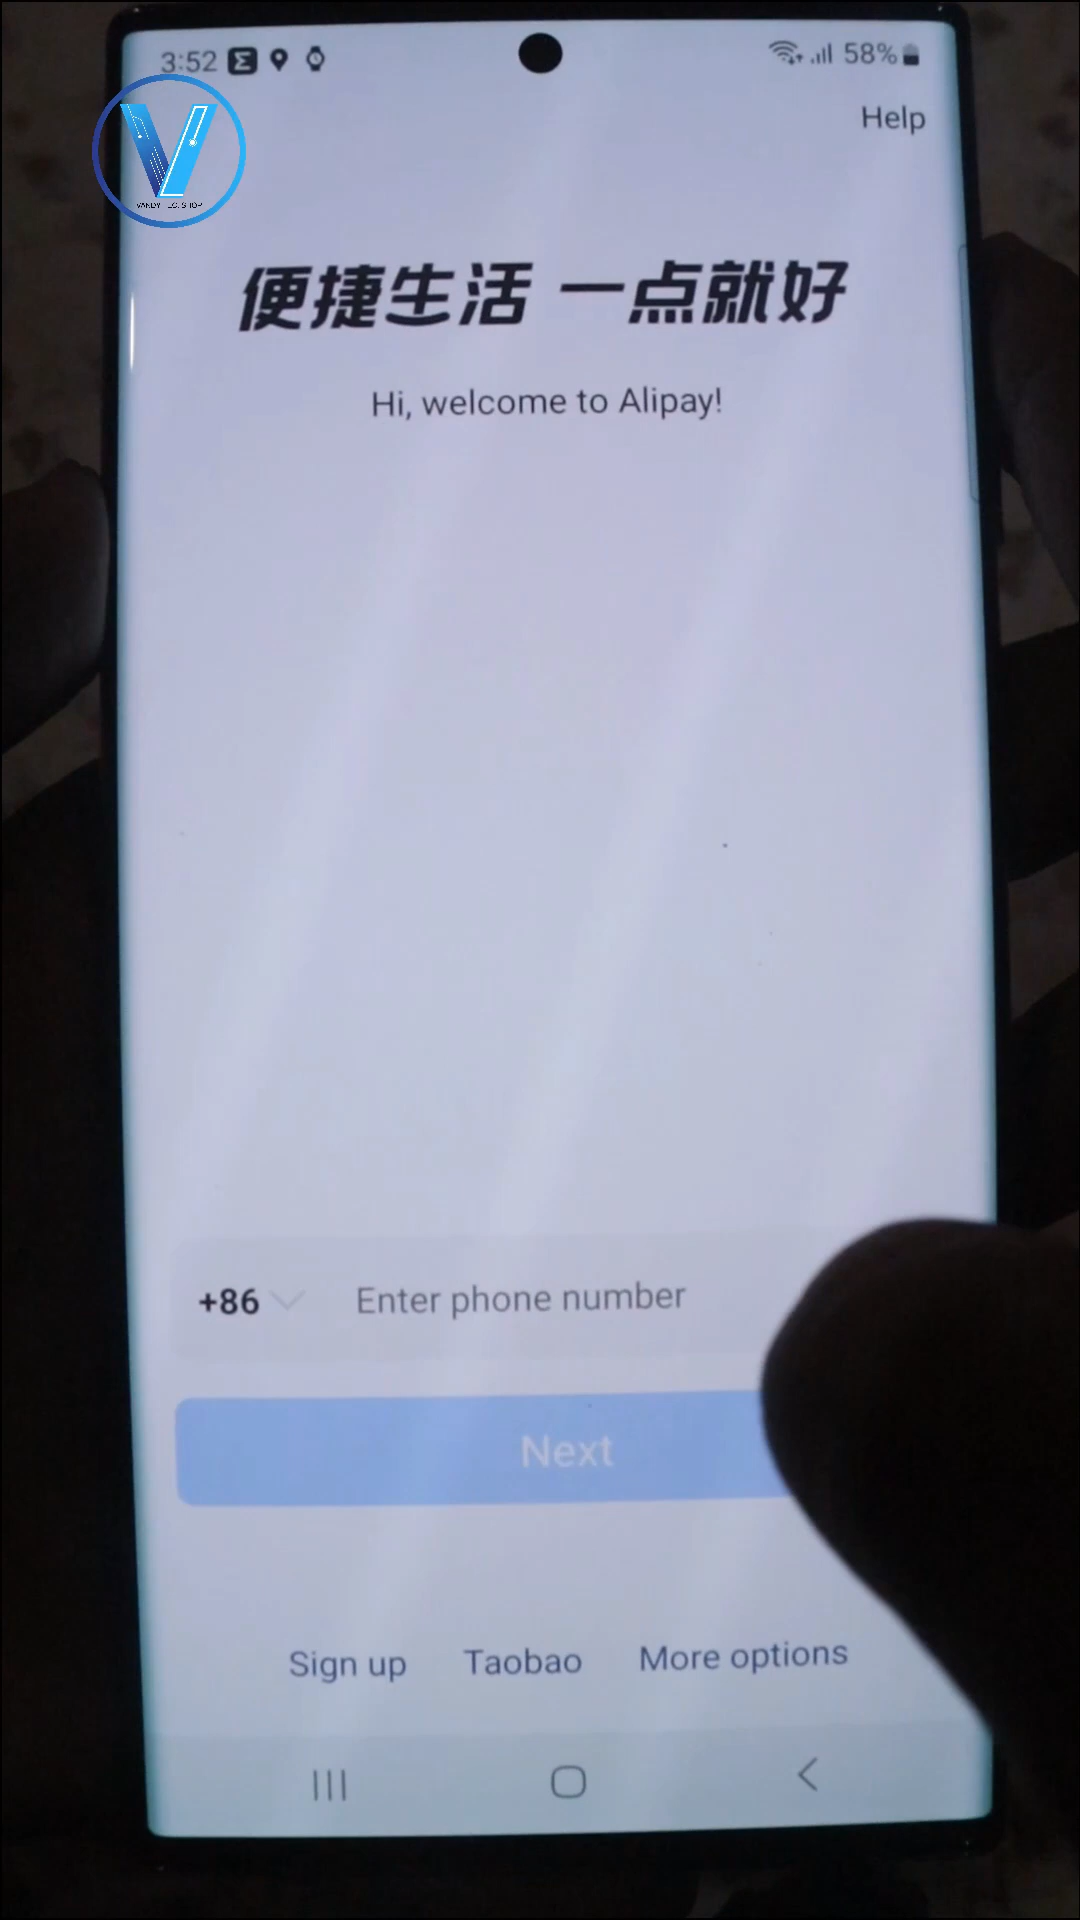 3:52
58%
Help
V
便捷生活 一点就好
Hi, welcome to Alipay!
+86
Enter phone number
Next
Sign up
Taobao
More options